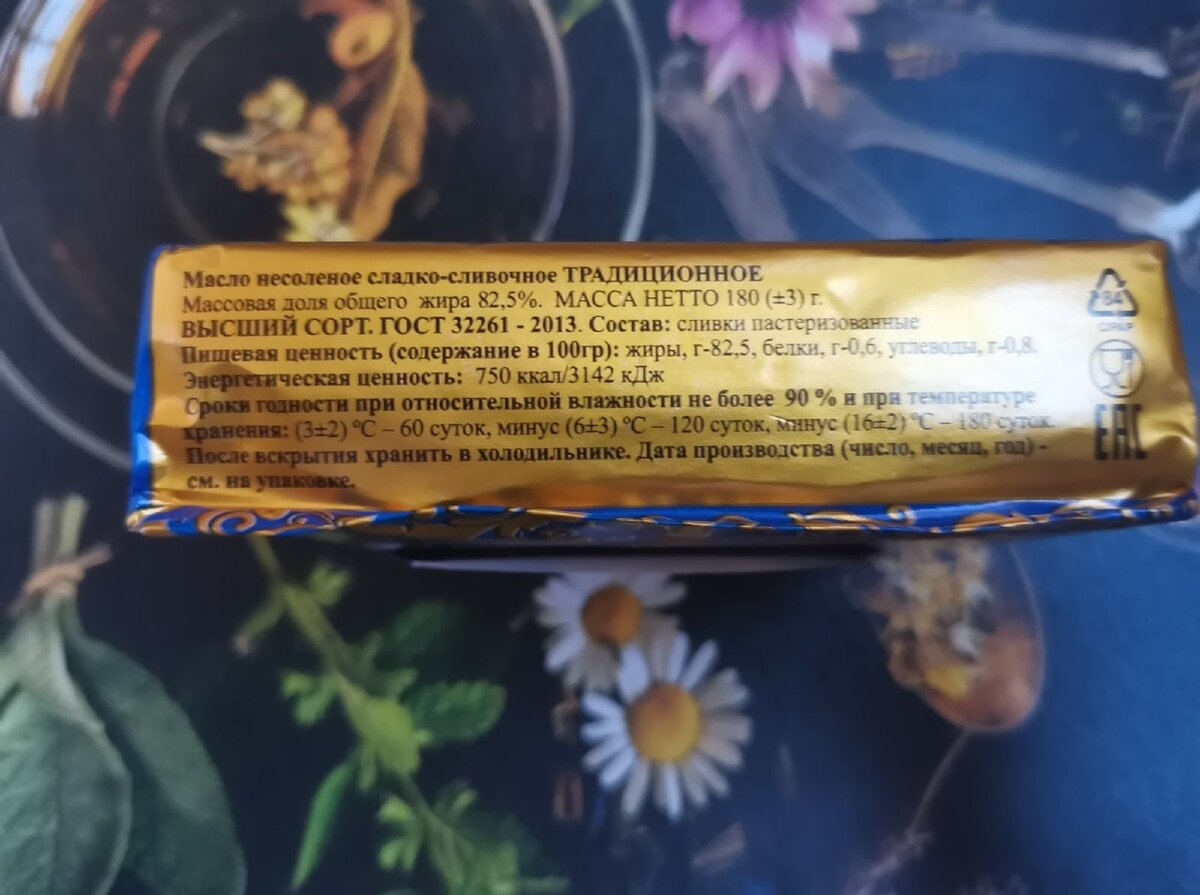 Масло несоленое сладко-сливочное ТРАДИЦИОННОЕ
Массовая доля общего жира 82,5%. МАССА НЕТТО 180 (±3) г.
ВЫСШИЙ СОРТ. ГОСТ 32261 - 2013. Состав: сливки пастеризованные
Пищевая ценность (содержание в 100гр): жиры, г-82,5, белки, г-0,6, углеводы, г-0,8.
Энергетическая ценность: 750 ккал/3142 кДж
Сроки годности при относительной влажности не более 90 % и при температуре
хранения: (3±2) °С – 60 суток, минус (6±3) °С – 120 суток, минус (16±2) °С – 180 суток.
После вскрытия хранить в холодильнике. Дата производства (число, месяц, год) -
см. на упаковке.
84
C/PAP
EAC